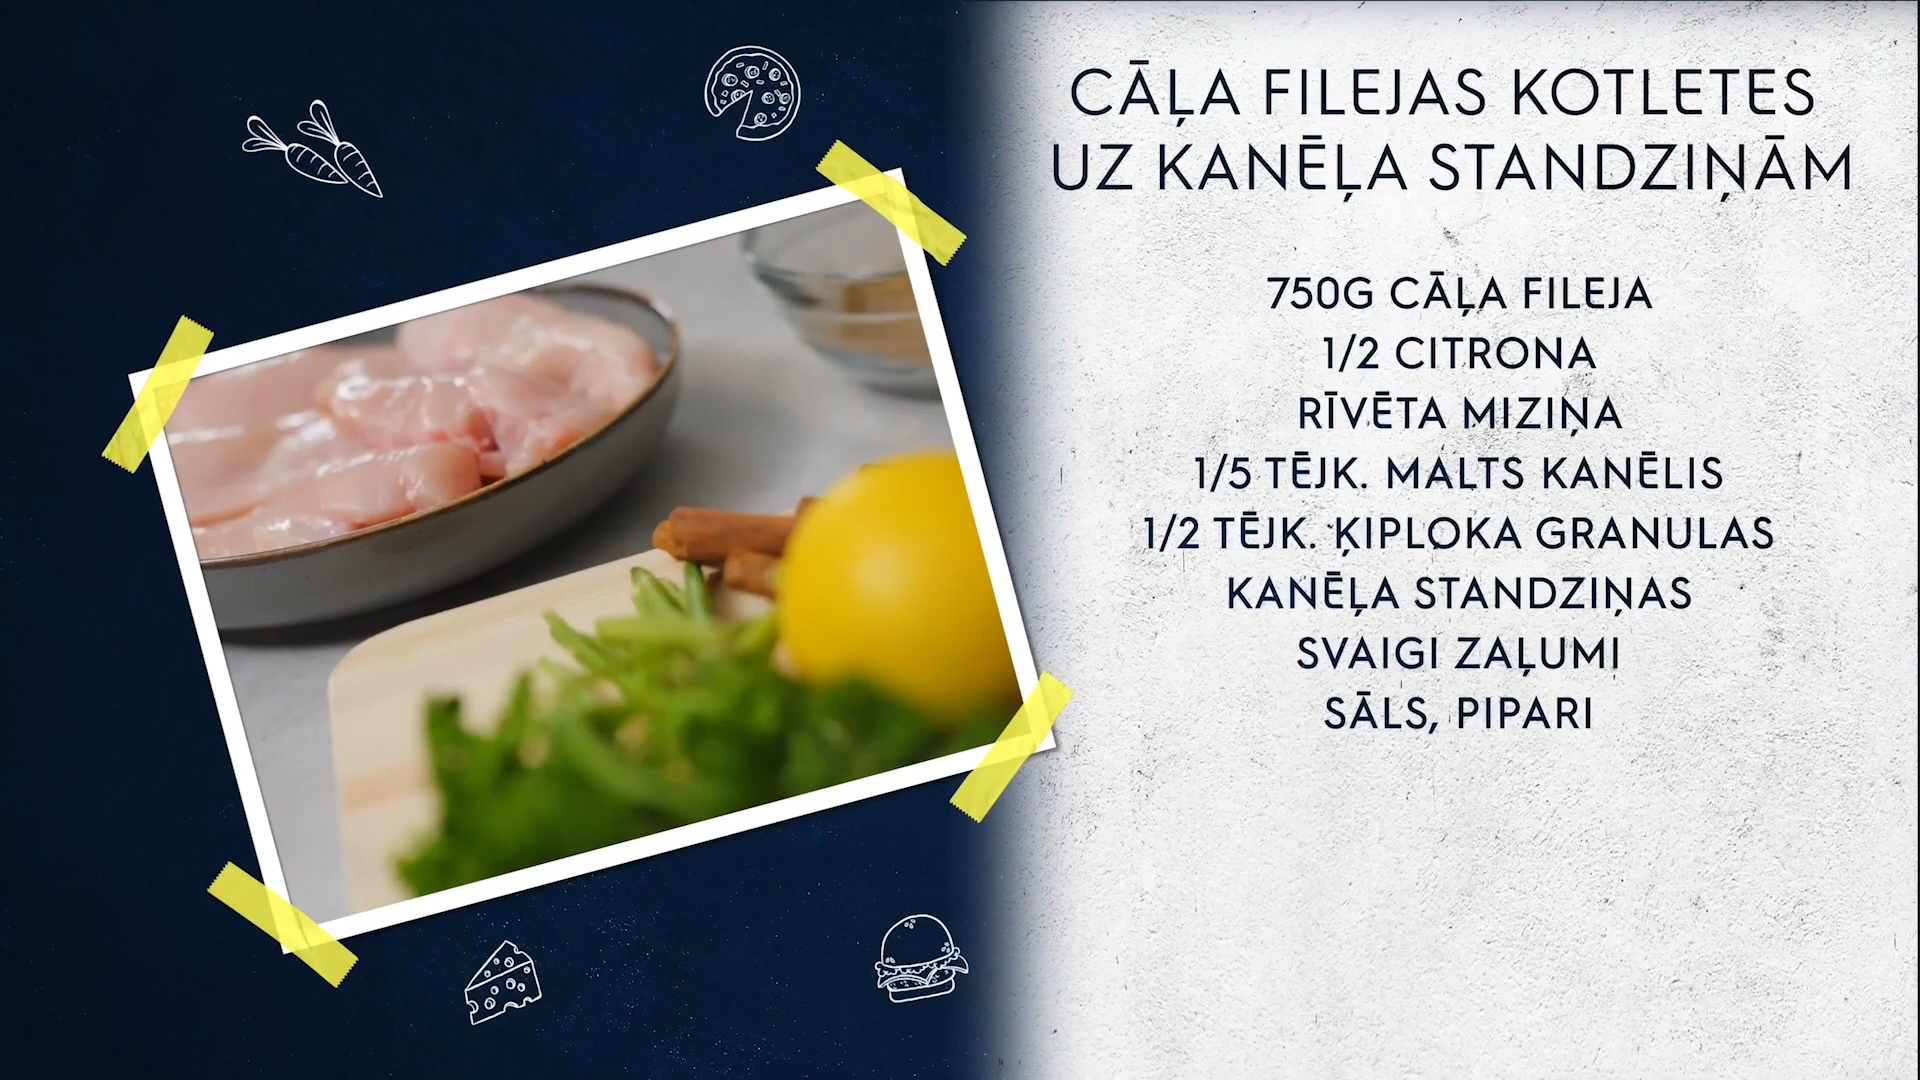 CĀĻA FILEJAS KOTLETES
UZ KANĒĻA STANDZIŅĀM
750G CĀĻA FILEJA
1/2 CITRONA
RĪVĒTA MIZIŅA
1/5 TĒJK. MALTS KANĒLIS
1/2 TĒJK. ĶIPLOKA GRANULAS
KANĒĻA STANDZIŅAS
SVAIGI ZAĻUMI
SĀLS, PIPARI